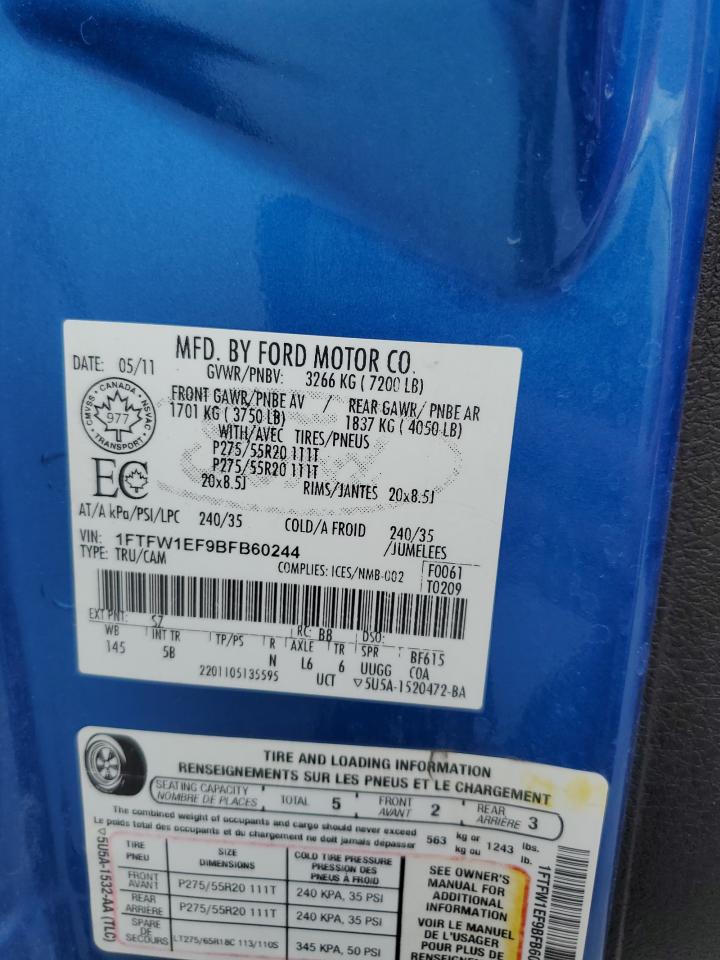 MFD. BY FORD MOTOR CO.
DATE: 05/11
GVWR/PNBV: 3266 KG ( 7200 LB)
FRONT GAWR/PNBE AV / REAR GAWR/ PNBE AR
1701 KG ( 3750 LB) 1837 KG ( 4050 LB)
WITH/AVEC TIRES/PNEUS
P275/55R20 111T
P275/55R20 111T
20x8.5J RIMS/JANTES 20x8.5J
CANADA
CMVSS NSVAC
977
TRANSPORT
EC
AT/A kPa/PSI/LPC 240/35 COLD/A FROID 240/35
VIN: 1FTFW1EF9BFB60244 /JUMELEES
TYPE: TRU/CAM
COMPLIES: ICES/NMB-002
F0061
T0209
EXT PNT: SZ RC: BB DSO:
WB INT TR TP/PS R AXLE TR SPR BF615
145 5B N L6 6 UUGG COA
2201105135595 UCT ▽5U5A-1520472-BA
TIRE AND LOADING INFORMATION
RENSEIGNEMENTS SUR LES PNEUS ET LE CHARGEMENT
SEATING CAPACITY
NOMBRE DE PLACES TOTAL 5 FRONT AVANT 2 REAR ARRIÈRE 3
The combined weight of occupants and cargo should never exceed 563 kg or 1243 lbs.
Le poids total des occupants et du chargement ne doit jamais dépasser kg ou lb.
▽5U5A-1532-AA (TLC)
TIRE PNEU SIZE DIMENSIONS COLD TIRE PRESSURE PRESSION DES PNEUS À FROID
FRONT AVANT P275/55R20 111T 240 KPA, 35 PSI
REAR ARRIÈRE P275/55R20 111T 240 KPA, 35 PSI
SPARE DE SECOURS LT275/65R18C 113/110S 345 KPA, 50 PSI
SEE OWNER'S
MANUAL FOR
ADDITIONAL
INFORMATION
VOIR LE MANUEL
DE L'USAGER
POUR PLUS DE
1FTFW1EF9BFB60